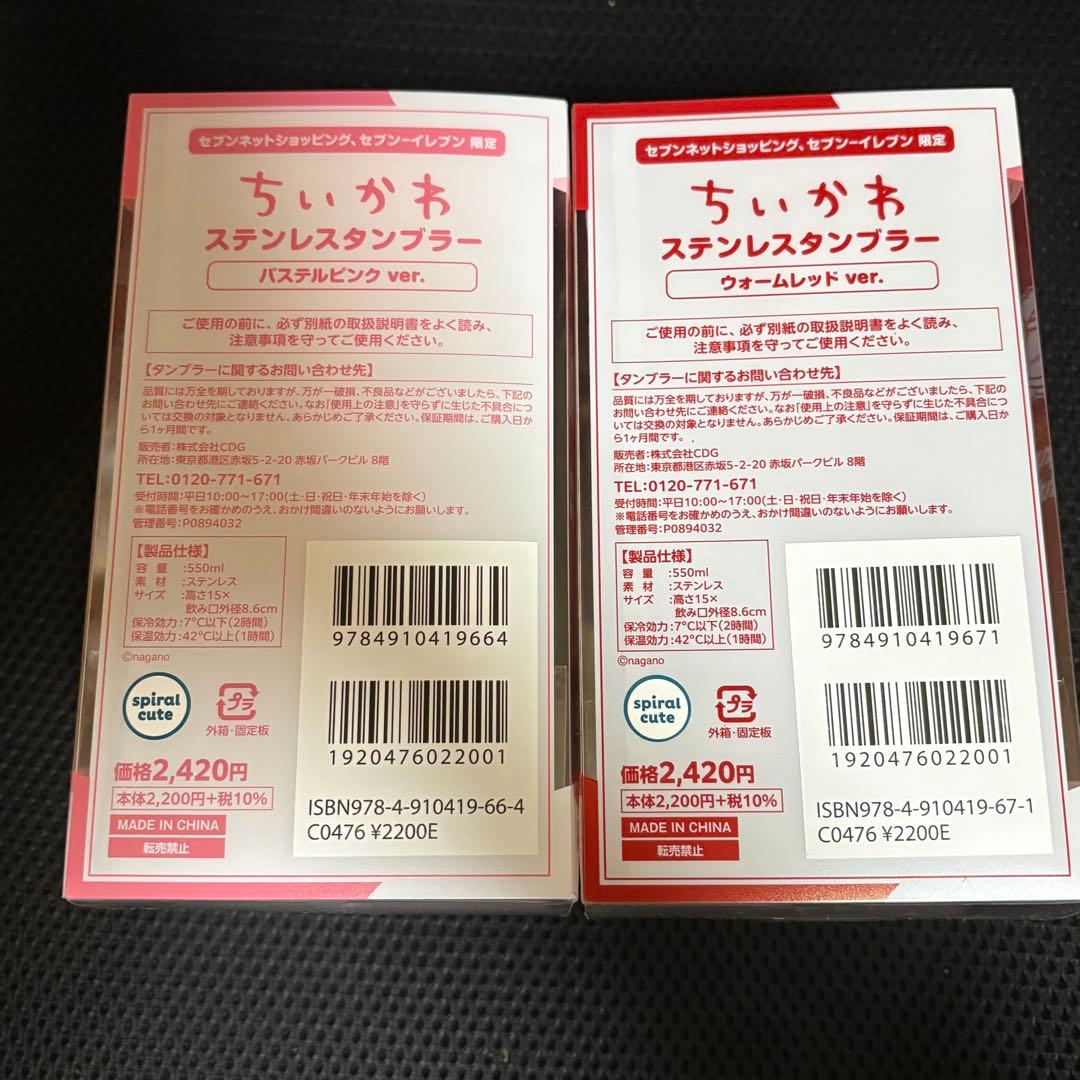 セブンネットショッピング、セブン-イレブン 限定
ちいかわ
ステンレスタンブラー
パステルピンク ver.
ご使用の前に、必ず別紙の取扱説明書をよく読み、
注意事項を守ってご使用ください。
【タンブラーに関するお問い合わせ先】
品質には万全を期しておりますが、万が一破損、不良品などがございましたら、下記の
お問い合わせ先にご連絡ください。なお「使用上の注意」を守らずに生じた不具合につ
いては交換の対象となりません。あらかじめご了承ください。保証期間は、ご購入日か
ら1ヶ月間です。
販売者:株式会社CDG
所在地:東京都港区赤坂5-2-20 赤坂パークビル 8階
TEL:0120-771-671
受付時間:平日10:00〜17:00(土・日・祝日・年末年始を除く)
※電話番号をお確かめのうえ、おかけ間違いのないようにお願いします。
管理番号:P0894032
【製品仕様】
容 量 :550ml
素 材 :ステンレス
サイズ :高さ15×
飲み口外径8.6cm
保冷効力:7℃以下(2時間)
保温効力:42℃以上(1時間)
©nagano
spiral
cute
プラ
外箱・固定板
価格2,420円
本体2,200円+税10%
MADE IN CHINA
転売禁止
9784910419664
1920476022001
ISBN978-4-910419-66-4
C0476 ¥2200E
セブンネットショッピング、セブン-イレブン 限定
ちいかわ
ステンレスタンブラー
ウォームレッド ver.
ご使用の前に、必ず別紙の取扱説明書をよく読み、
注意事項を守ってご使用ください。
【タンブラーに関するお問い合わせ先】
品質には万全を期しておりますが、万が一破損、不良品などがございましたら、下記の
お問い合わせ先にご連絡ください。なお「使用上の注意」を守らずに生じた不具合につ
いては交換の対象となりません。あらかじめご了承ください。保証期間は、ご購入日か
ら1ヶ月間です。
販売者:株式会社CDG
所在地:東京都港区赤坂5-2-20 赤坂パークビル 8階
TEL:0120-771-671
受付時間:平日10:00〜17:00(土・日・祝日・年末年始を除く)
※電話番号をお確かめのうえ、おかけ間違いのないようにお願いします。
管理番号:P0894032
【製品仕様】
容 量 :550ml
素 材 :ステンレス
サイズ :高さ15×
飲み口外径8.6cm
保冷効力:7℃以下(2時間)
保温効力:42℃以上(1時間)
©nagano
spiral
cute
プラ
外箱・固定板
価格2,420円
本体2,200円+税10%
MADE IN CHINA
転売禁止
9784910419671
1920476022001
ISBN978-4-910419-67-1
C0476 ¥2200E